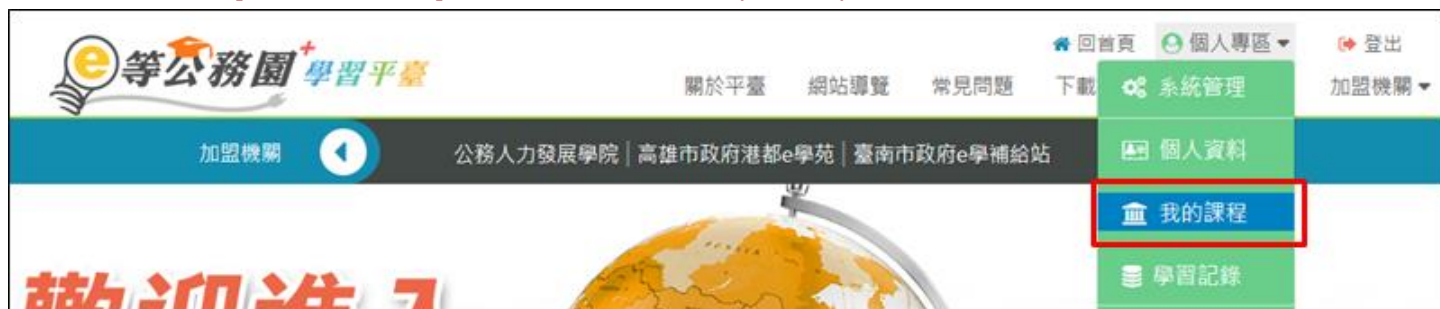 e等公務園+學習平臺
回首頁 個人專區 登出
關於平臺 網站導覽 常見問題 下載 加盟機關
系統管理
加盟機關 公務人力發展學院|高雄市政府港都e學苑|臺南市政府e學補給站
個人資料
我的課程
學習記錄
歡迎進入